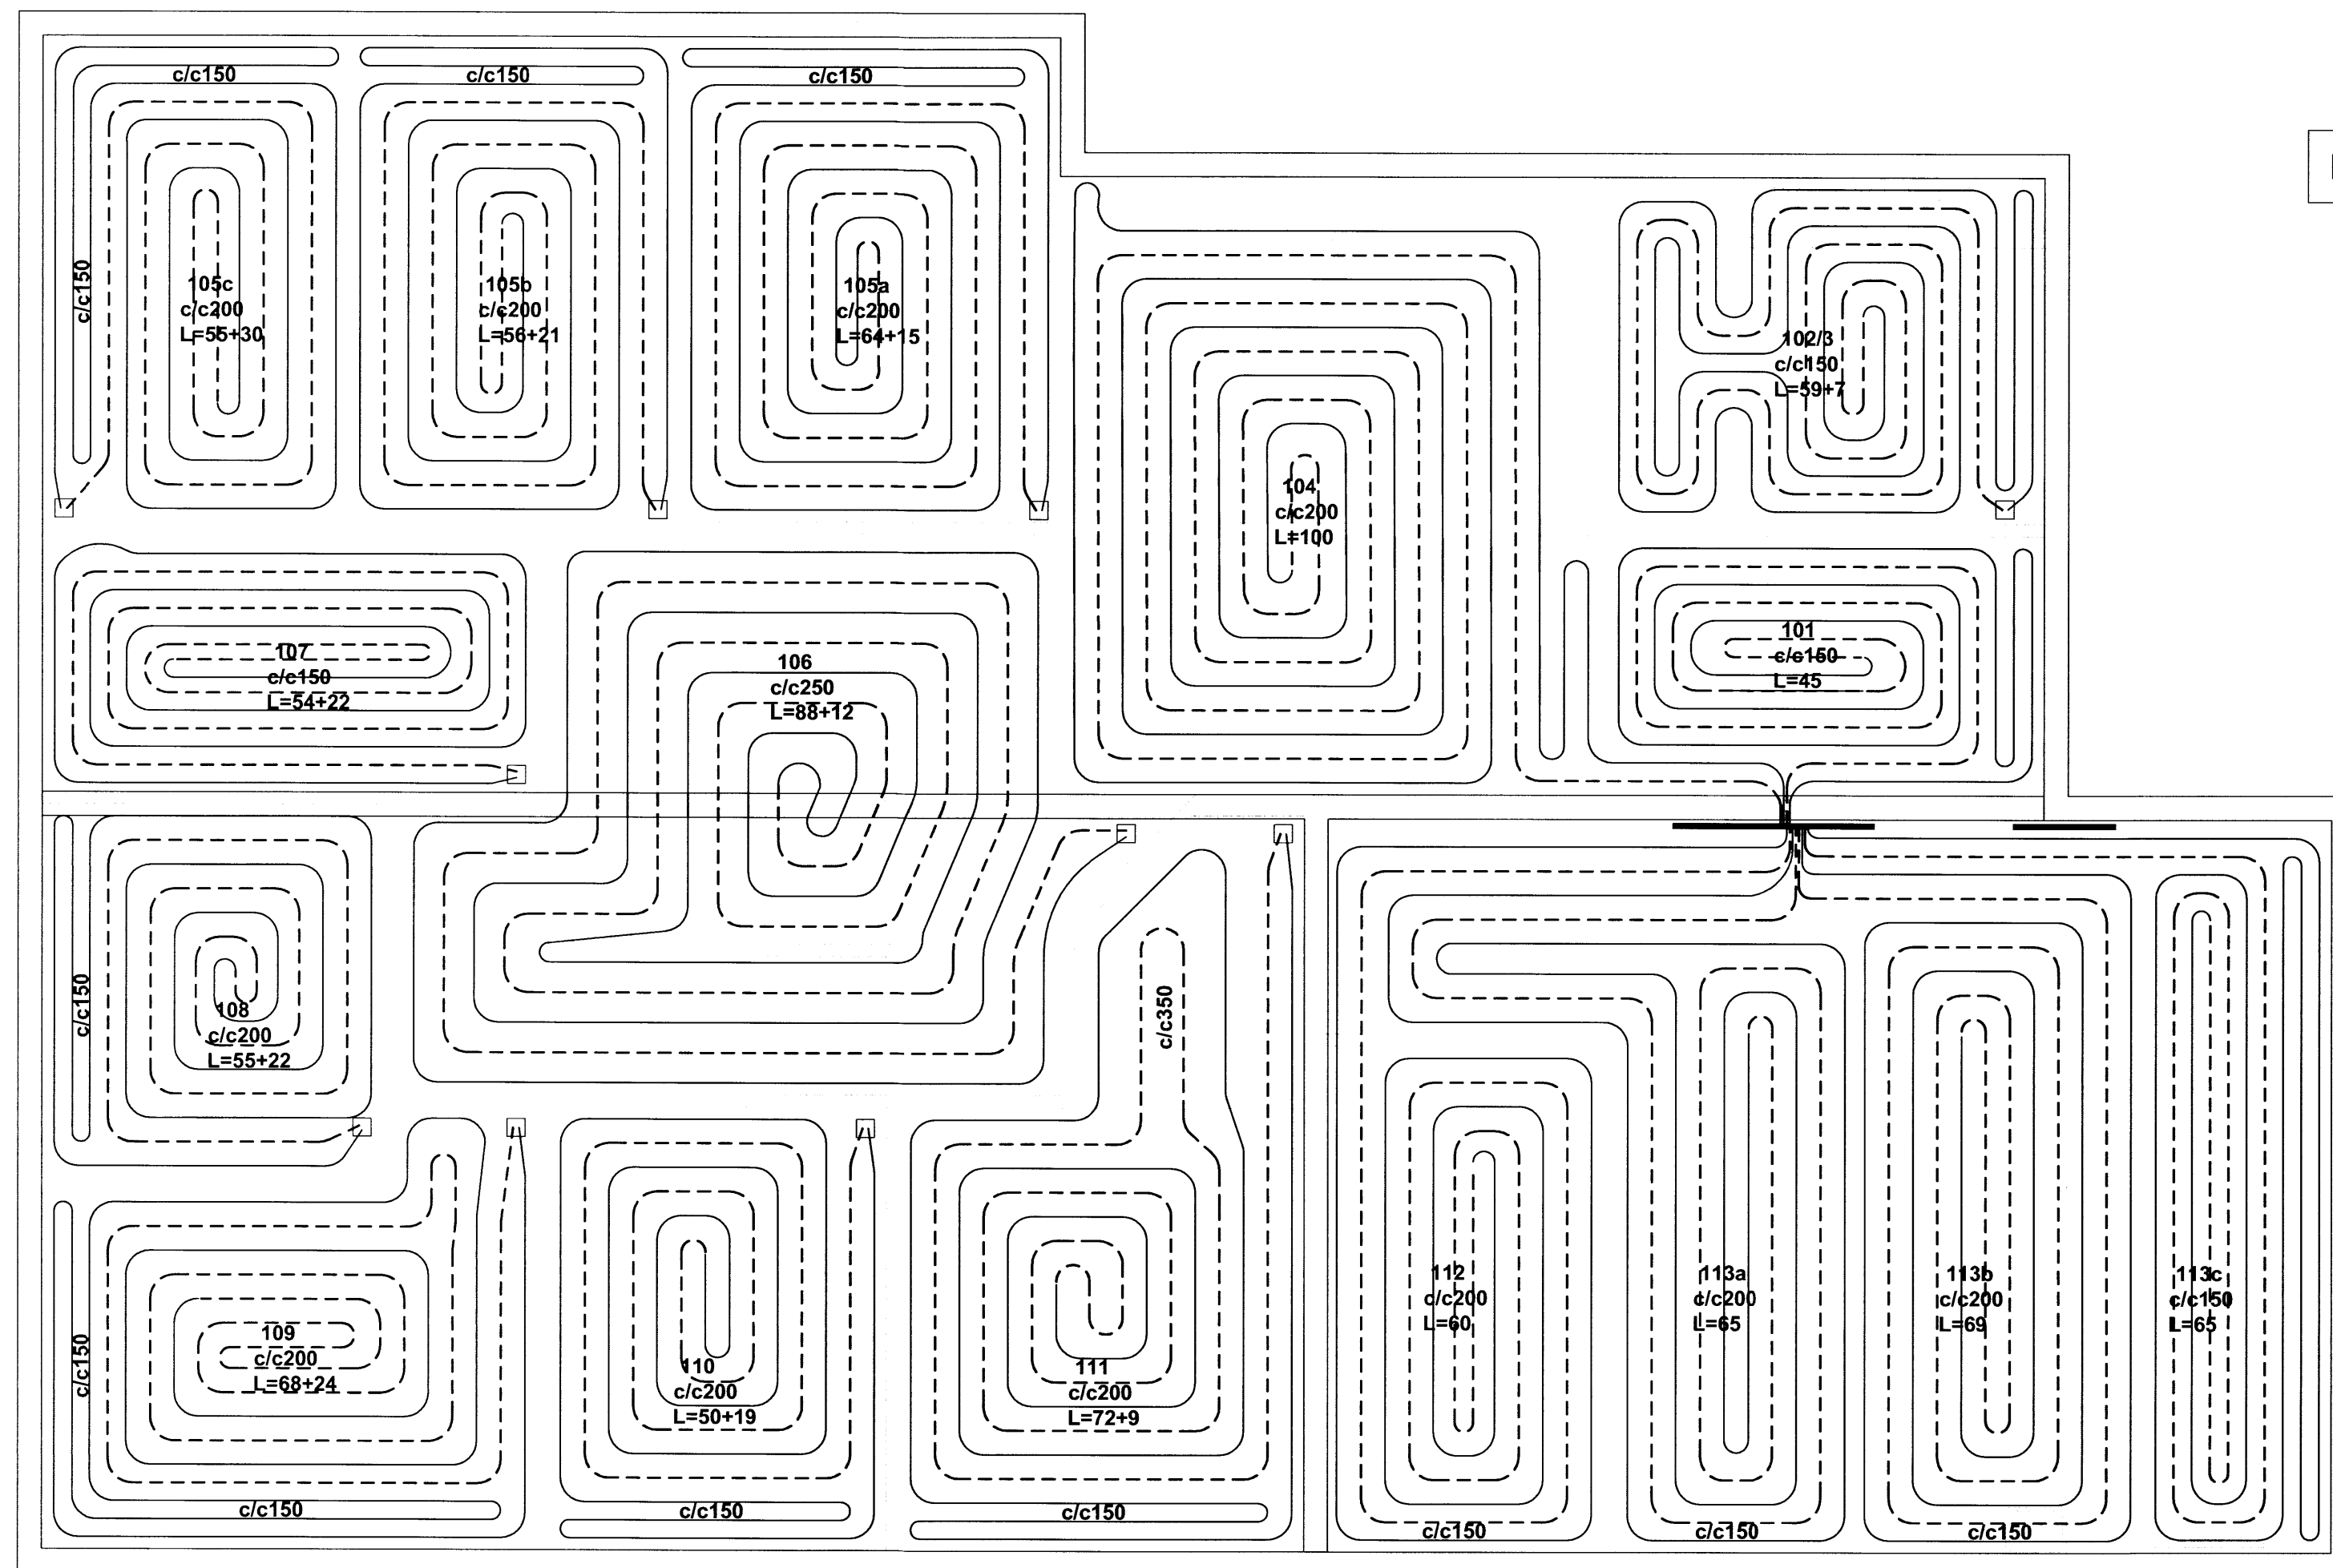 c/c150
c/c150
c/c150
c/c150
105c
c/c200
L=55+30
105b
c/c200
L=56+21
105a
c/c200
L=64+15
102/3
c/c150
L=59+7
104
c/c200
L=100
107
c/c150
L=54+22
106
c/c250
L=88+12
101
c/c150
L=45
c/c150
108
c/c200
L=55+22
c/c350
c/c150
109
c/c200
L=68+24
110
c/c200
L=50+19
111
c/c200
L=72+9
112
c/c200
L=60
113a
c/c200
L=65
113b
c/c200
L=69
113c
c/c150
L=65
c/c150
c/c150
c/c150
c/c150
c/c150
c/c150